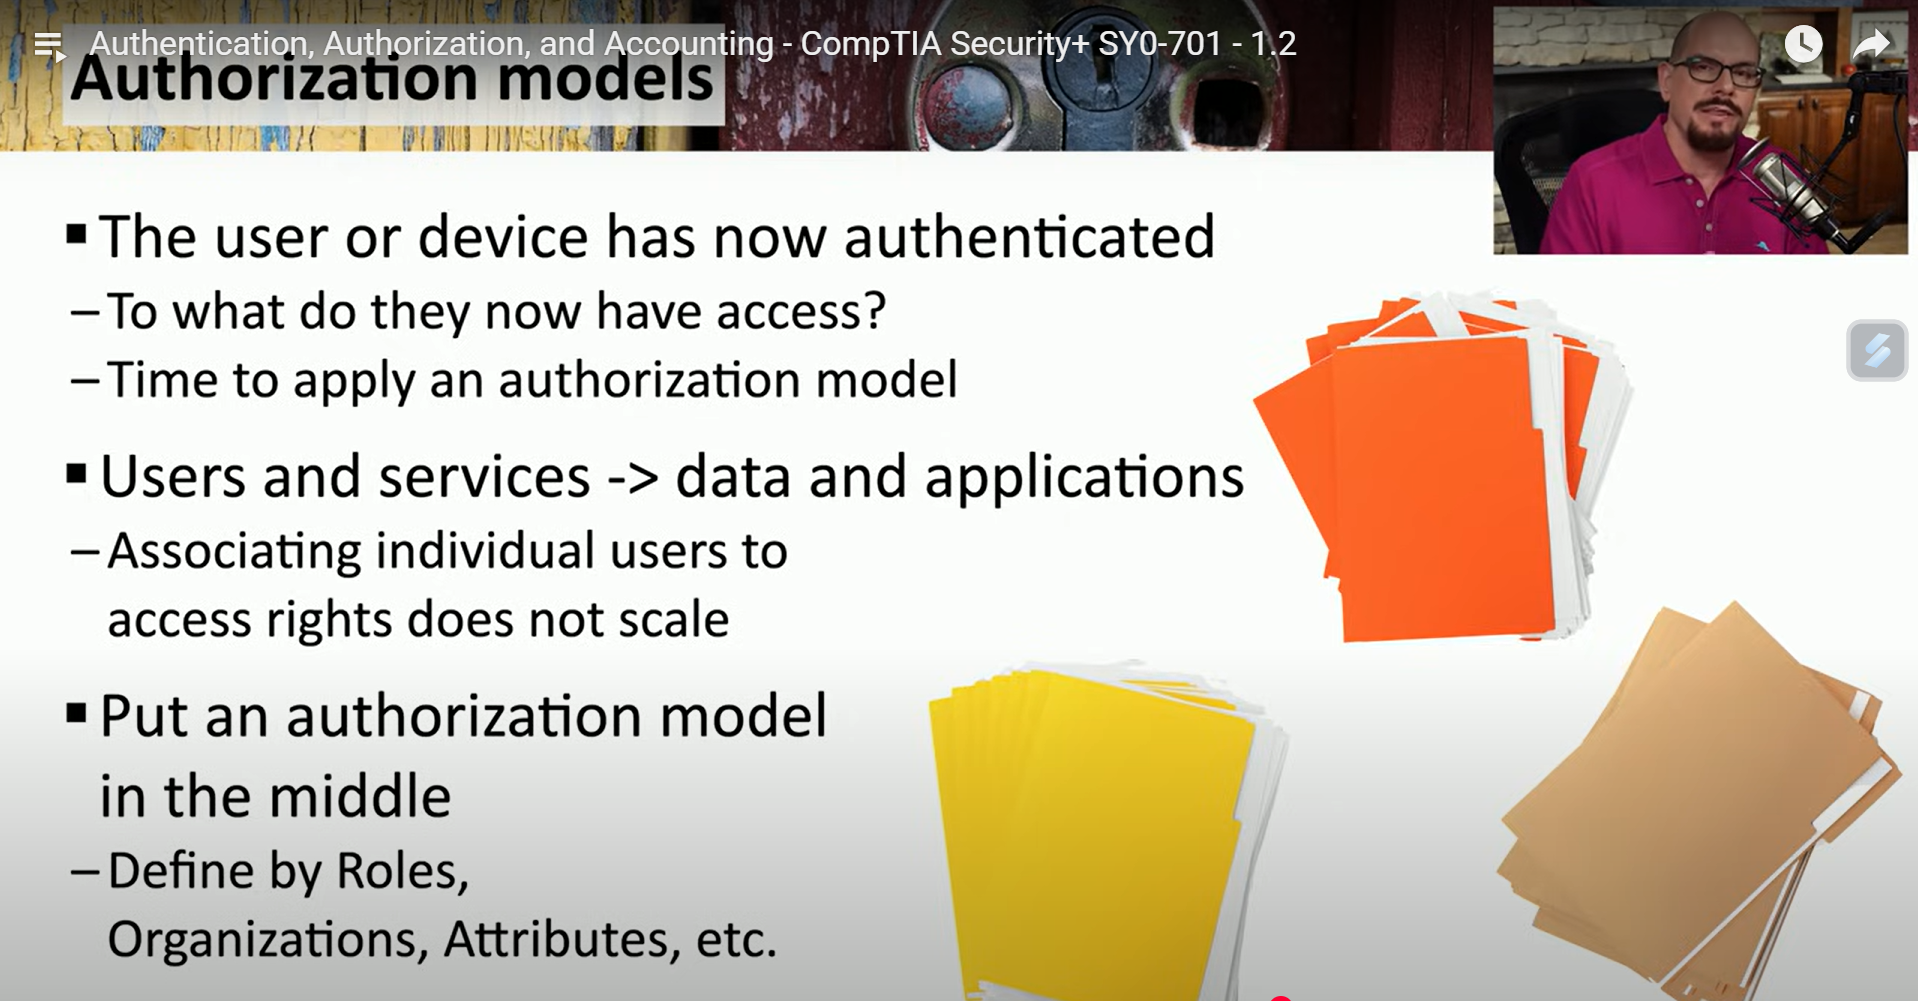 Authentication, Authorization, and Accounting - CompTIA Security+ SY0-701 - 1.2
Authorization models
▪ The user or device has now authenticated
– To what do they now have access?
– Time to apply an authorization model
▪ Users and services -> data and applications
– Associating individual users to
access rights does not scale
▪ Put an authorization model
in the middle
– Define by Roles,
Organizations, Attributes, etc.